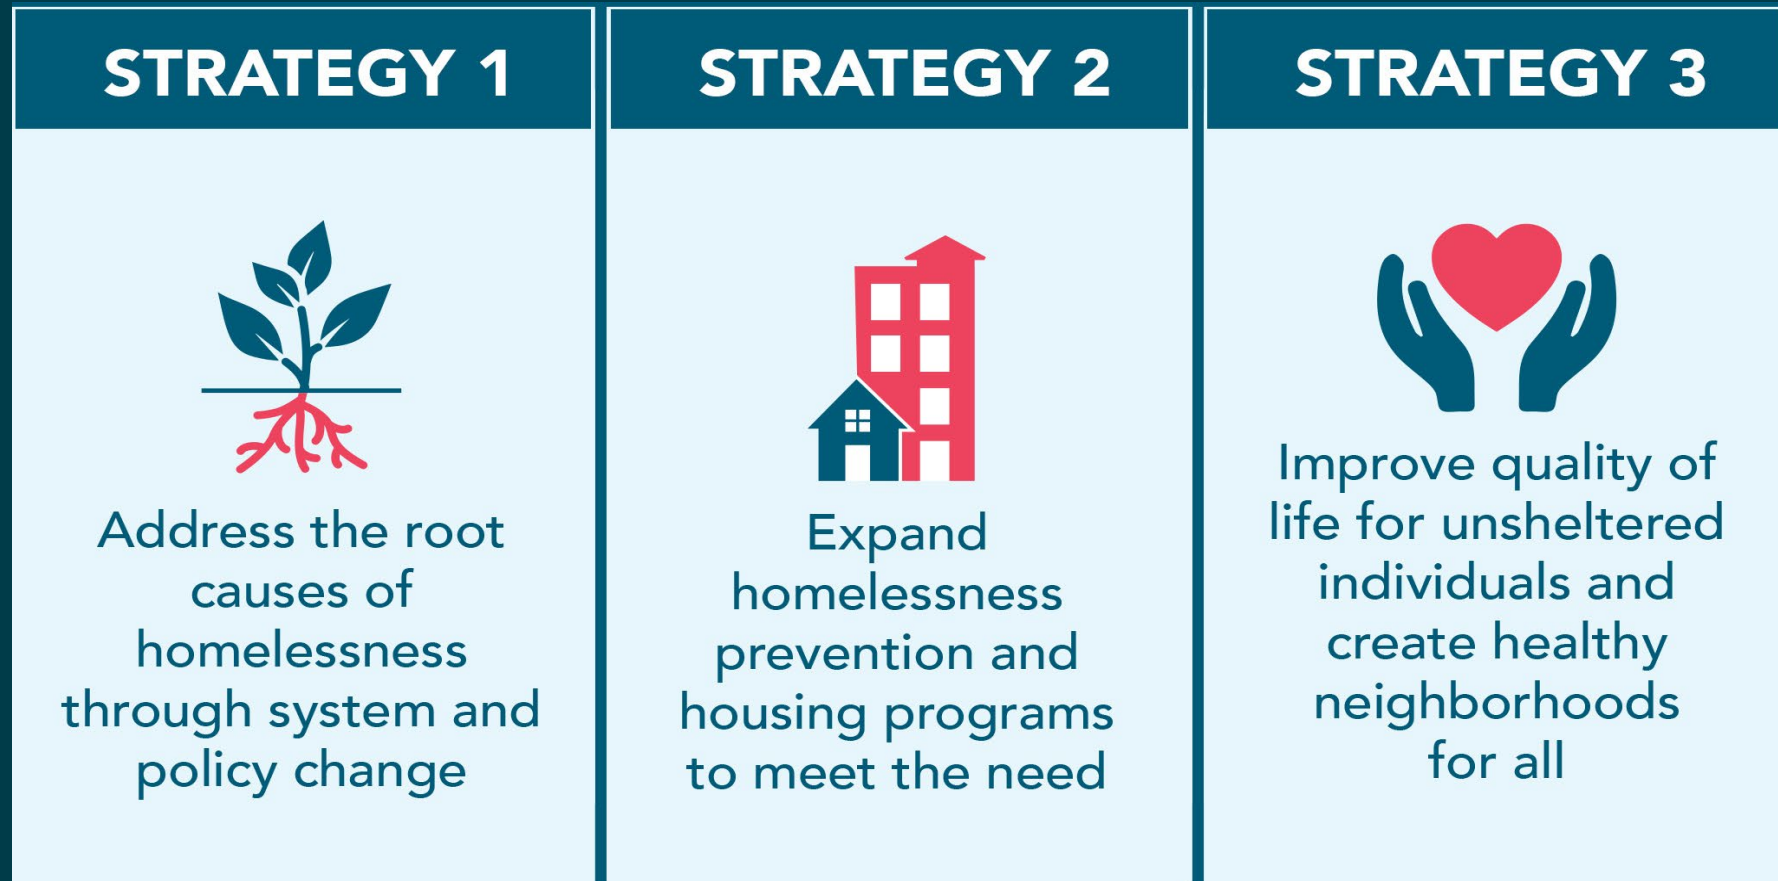 STRATEGY 1
Address the root
causes of
homelessness
through system and
policy change
STRATEGY 2
Expand
homelessness
prevention and
housing programs
to meet the need
STRATEGY 3
Improve quality of
life for unsheltered
individuals and
create healthy
neighborhoods
for all